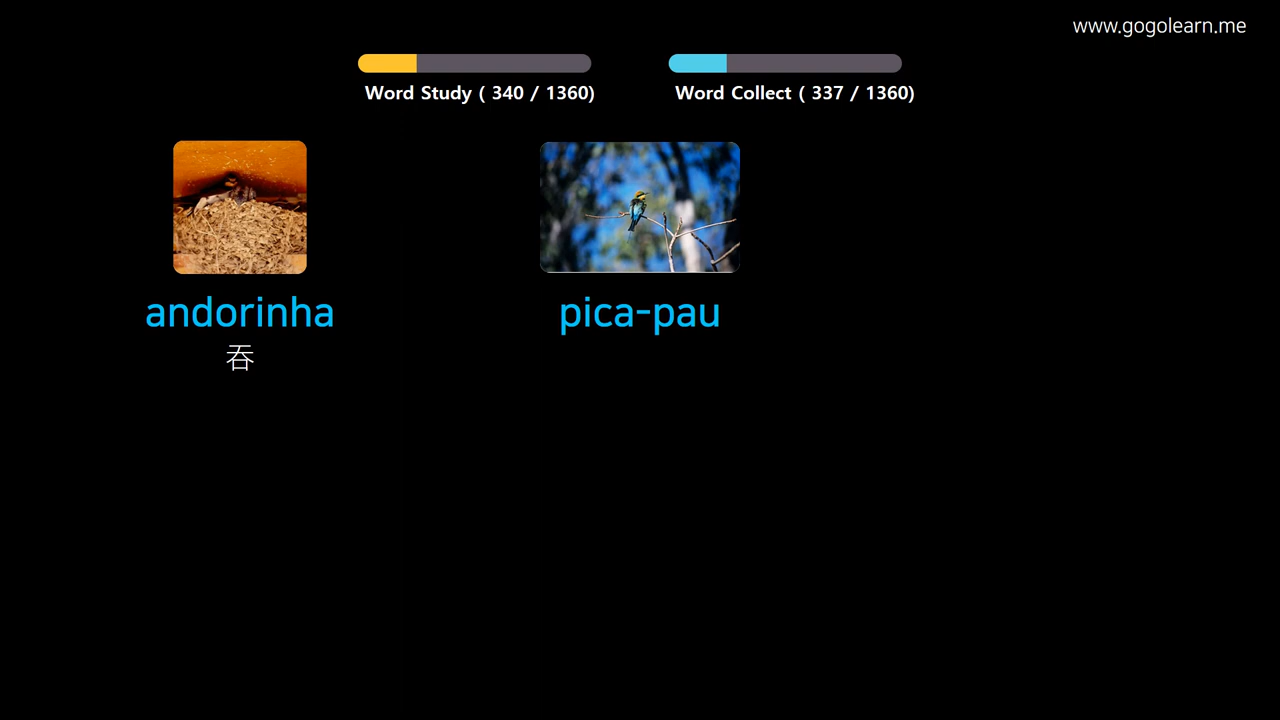 www.gogolearn.me
Word Study ( 340 / 1360)
Word Collect ( 337 / 1360)
andorinha
吞
pica-pau